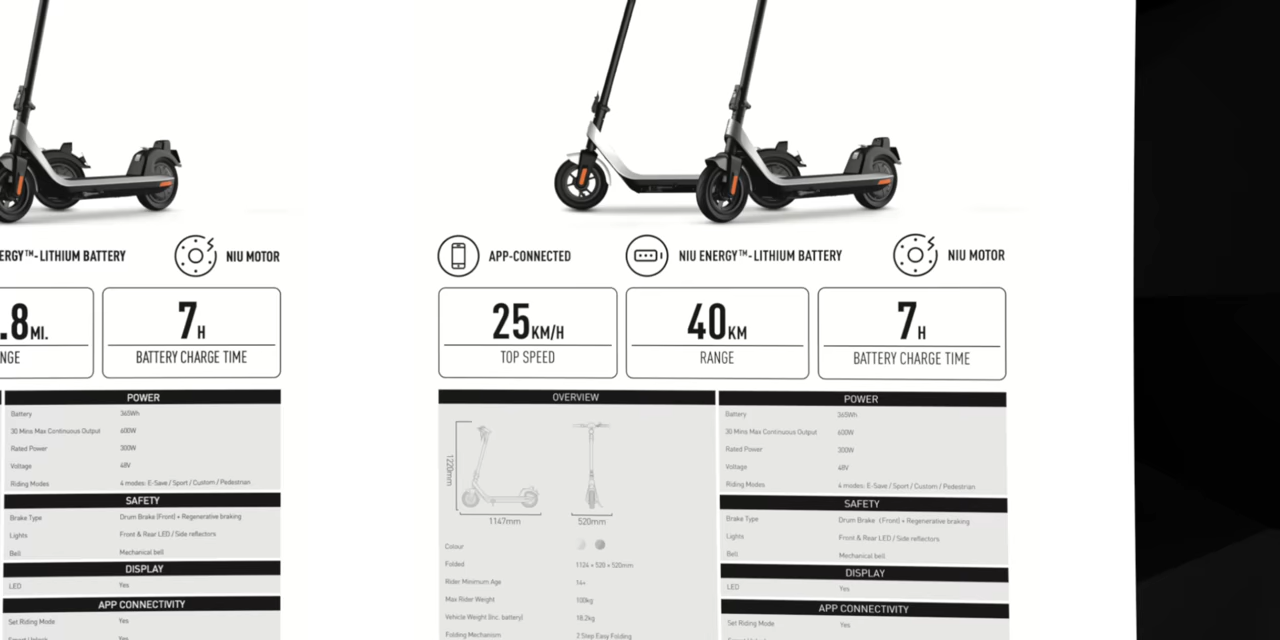 ERGY™-LITHIUM BATTERY
NIU MOTOR
.8MI.
NGE
7H
BATTERY CHARGE TIME
POWER
Battery 365Wh
30 Mins Max Continuous Output 600W
Rated Power 300W
Voltage 48V
Riding Modes 4 modes: E-Save / Sport / Custom / Pedestrian
SAFETY
Brake Type Drum Brake (Front) + Regenerative braking
Lights Front & Rear LED / Side reflectors
Bell Mechanical bell
DISPLAY
LED Yes
APP CONNECTIVITY
Set Riding Mode Yes
Yes
APP-CONNECTED
NIU ENERGY™-LITHIUM BATTERY
NIU MOTOR
25KM/H
TOP SPEED
40KM
RANGE
7H
BATTERY CHARGE TIME
OVERVIEW
1220mm
1147mm
520mm
Colour
Folded 1124 × 520 × 520mm
Rider Minimum Age 14+
Max Rider Weight 100kg
Vehicle Weight (Inc. battery) 18.2kg
Folding Mechanism 2 Step Easy Folding
POWER
Battery 365Wh
30 Mins Max Continuous Output 600W
Rated Power 300W
Voltage 48V
Riding Modes 4 modes: E-Save / Sport / Custom / Pedestrian
SAFETY
Brake Type Drum Brake (Front) + Regenerative braking
Lights Front & Rear LED / Side reflectors
Bell Mechanical bell
DISPLAY
LED Yes
APP CONNECTIVITY
Set Riding Mode Yes